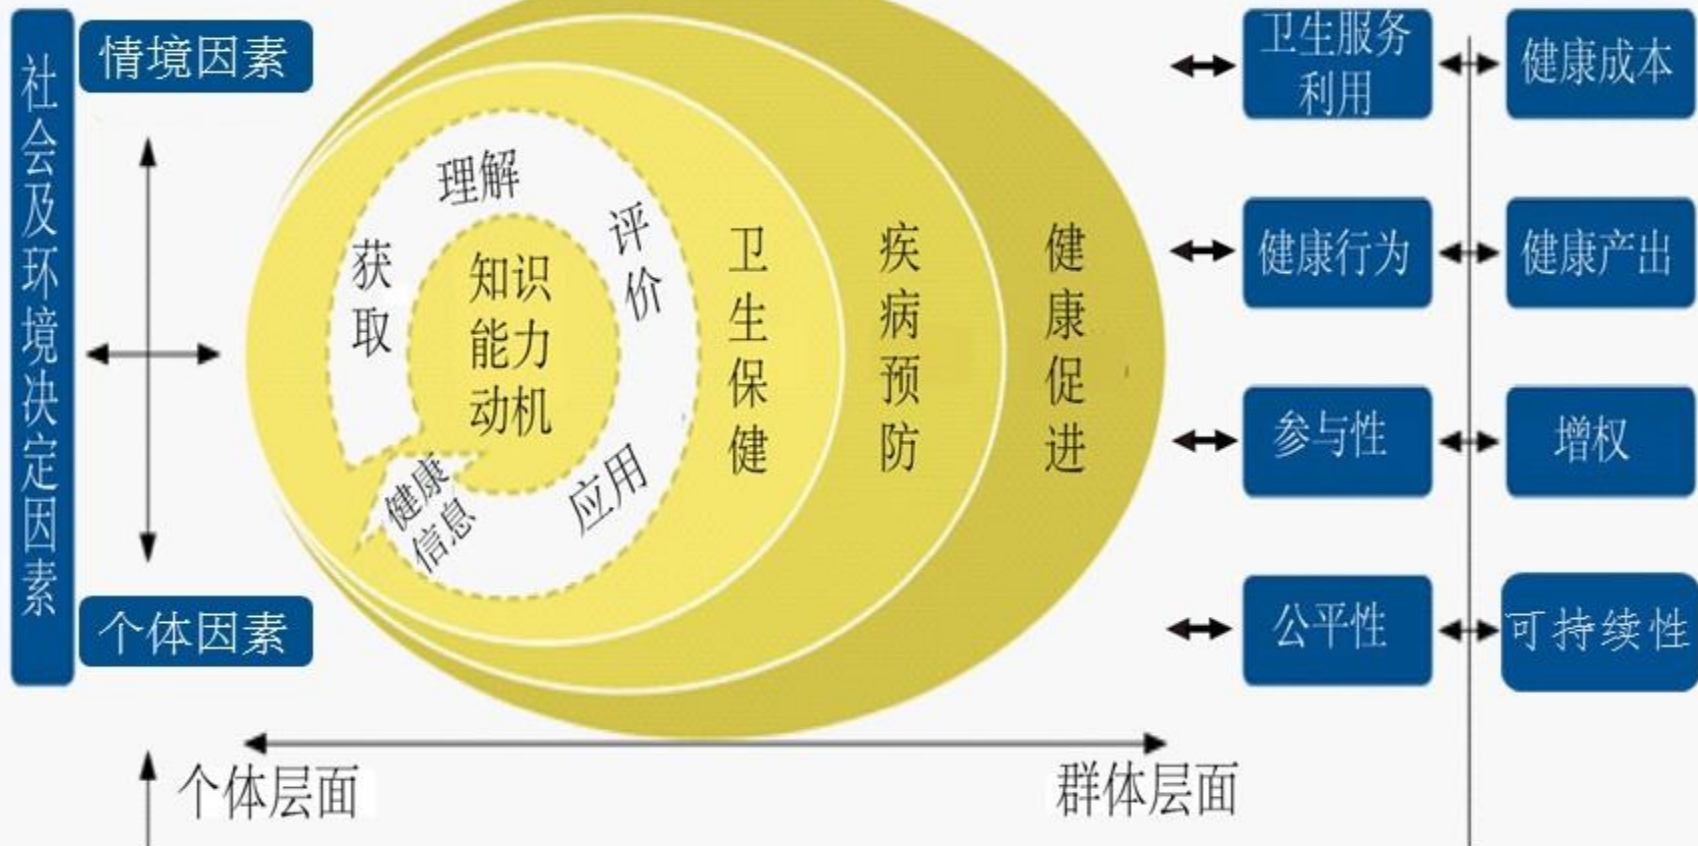 社会及环境决定因素
情境因素
个体因素
理解
获取
评价
知识
能力
动机
健康
信息
应用
卫生保健
疾病预防
健康促进
卫生服务
利用
健康成本
健康行为
健康产出
参与性
增权
公平性
可持续性
个体层面
群体层面